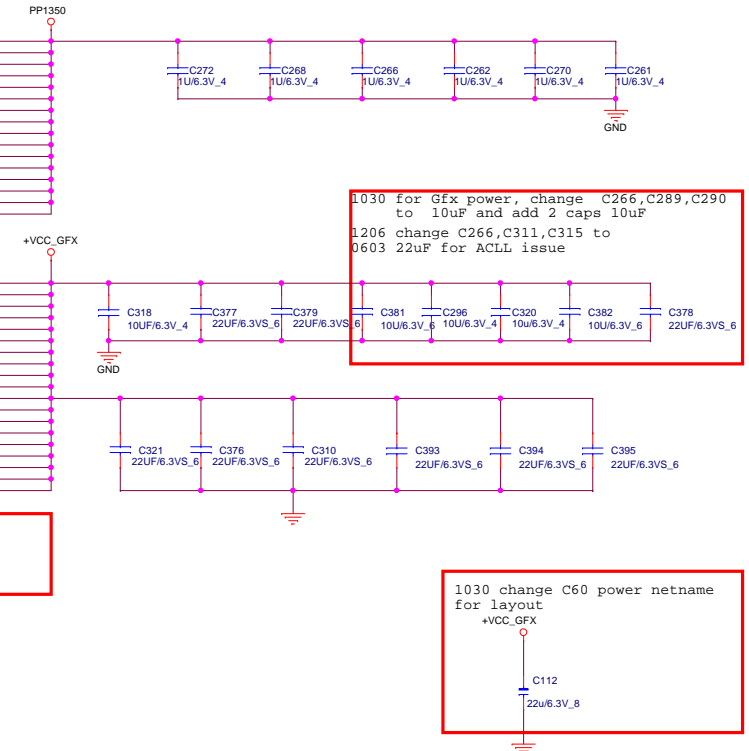 PP1350
C272
1U/6.3V_4
C268
1U/6.3V_4
C266
1U/6.3V_4
C262
1U/6.3V_4
C270
1U/6.3V_4
C261
1U/6.3V_4
GND
1030 for Gfx power, change C266,C289,C290
to 10uF and add 2 caps 10uF
1206 change C266,C311,C315 to
0603 22uF for ACLL issue
+VCC_GFX
C318
10UF/6.3V_4
C377
22UF/6.3VS_6
C379
22UF/6.3VS_6
C381
10U/6.3V_6
C296
10U/6.3V_4
C320
10u/6.3V_4
C382
10U/6.3V_6
C378
22UF/6.3VS_6
GND
C321
22UF/6.3VS_6
C376
22UF/6.3VS_6
C310
22UF/6.3VS_6
C393
22UF/6.3VS_6
C394
22UF/6.3VS_6
C395
22UF/6.3VS_6
1030 change C60 power netname
for layout
+VCC_GFX
C112
22u/6.3V_8